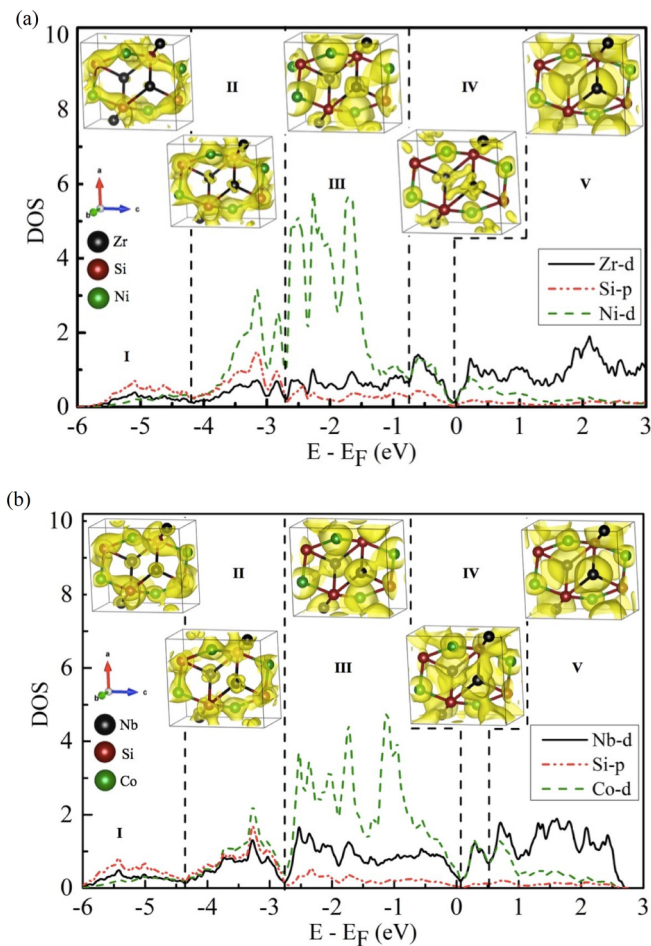 (a)
10
8
6
4
2
0
DOS
II
IV
III
V
I
a
b
c
Zr
Si
Ni
Zr-d
Si-p
Ni-d
-6 -5 -4 -3 -2 -1 0 1 2 3
E - E_F (eV)
(b)
10
8
6
4
2
0
DOS
II
IV
III
V
I
a
b
c
Nb
Si
Co
Nb-d
Si-p
Co-d
-6 -5 -4 -3 -2 -1 0 1 2 3
E - E_F (eV)